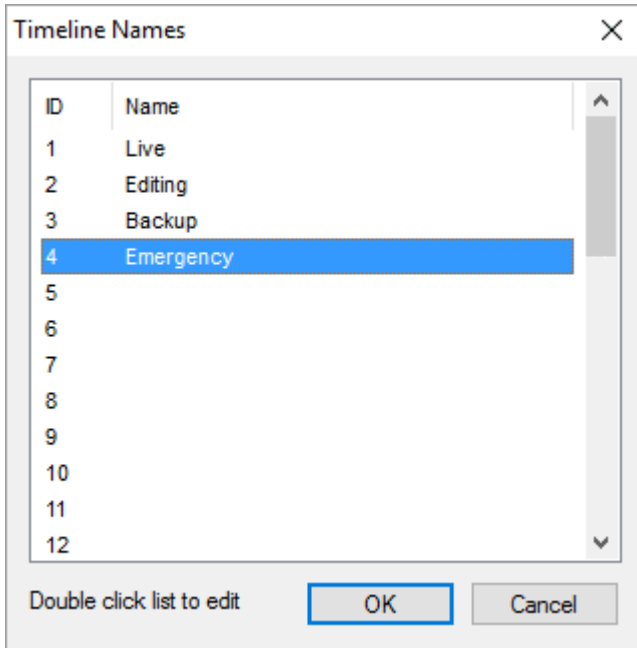 Timeline Names
ID Name
1 Live
2 Editing
3 Backup
4 Emergency
5
6
7
8
9
10
11
12
Double click list to edit OK Cancel